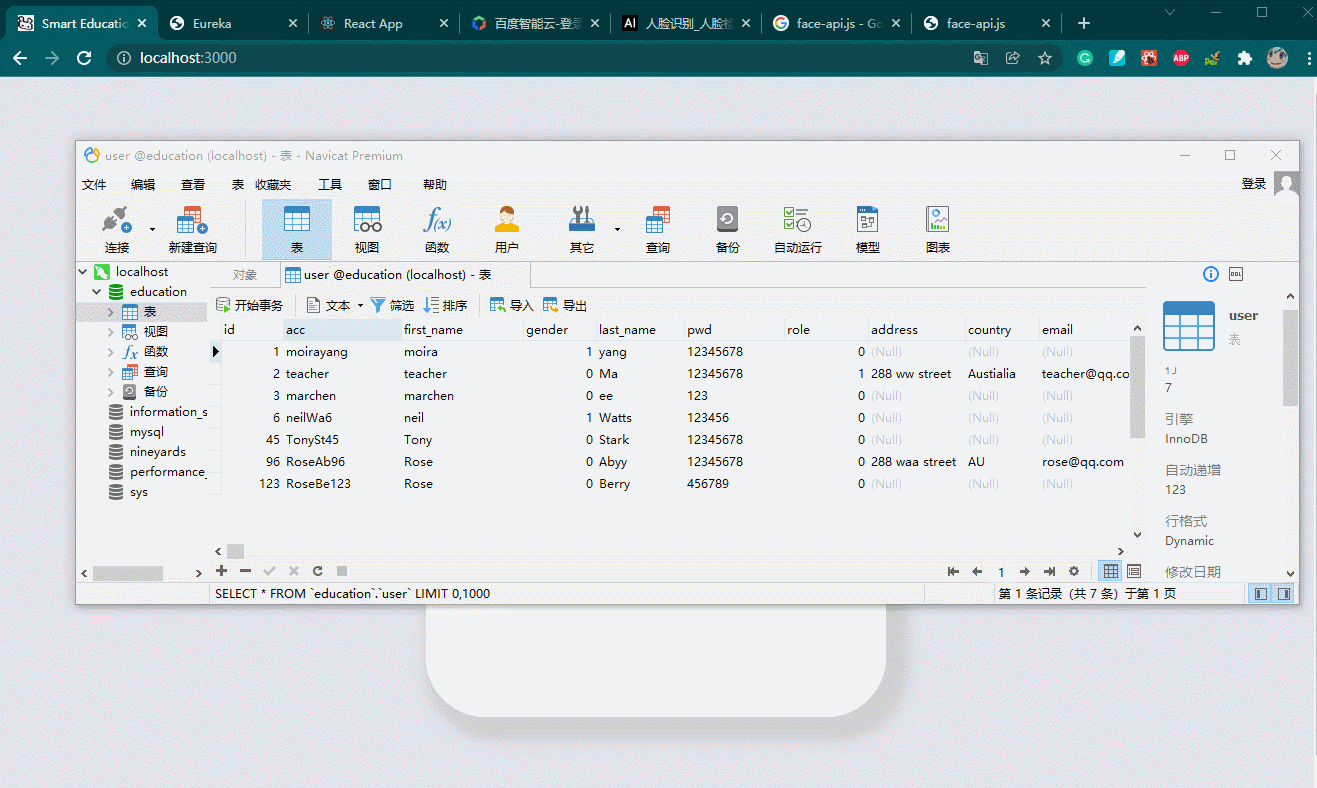 Smart Educatio
Eureka
React App
百度智能云-登录
AI 人脸识别_人脸检
face-api.js - Go
face-api.js
localhost:3000
ABP
user @education (localhost) - 表 - Navicat Premium
文件 编辑 查看 表 收藏夹 工具 窗口 帮助 登录
连接 新建查询 表 视图 函数 用户 其它 查询 备份 自动运行 模型 图表
localhost
education
表
视图
函数
查询
备份
information_s
mysql
nineyards
performance_
sys
对象 user @education (localhost) - 表
开始事务 文本 筛选 排序 导入 导出
id acc first_name gender last_name pwd role address country email
1 moirayang moira 1 yang 12345678 0 (Null) (Null) (Null)
2 teacher teacher 0 Ma 12345678 1 288 ww street Austialia teacher@qq.co
3 marchen marchen 0 ee 123 0 (Null) (Null) (Null)
6 neilWa6 neil 1 Watts 123456 0 (Null) (Null) (Null)
45 TonySt45 Tony 0 Stark 12345678 0 (Null) (Null) (Null)
96 RoseAb96 Rose 0 Abyy 12345678 0 288 waa street AU rose@qq.com
123 RoseBe123 Rose 0 Berry 456789 0 (Null) (Null) (Null)
1
SELECT * FROM `education`.`user` LIMIT 0,1000
第 1 条记录 (共 7 条) 于第 1 页
DDL
user
表
7
引擎
InnoDB
自动递增
123
行格式
Dynamic
修改日期